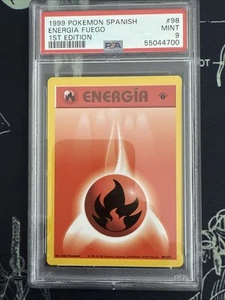 1999 POKEMON SPANISH #98
ENERGIA FUEGO MINT
1ST EDITION PSA 9
55044700
ENERGÍA